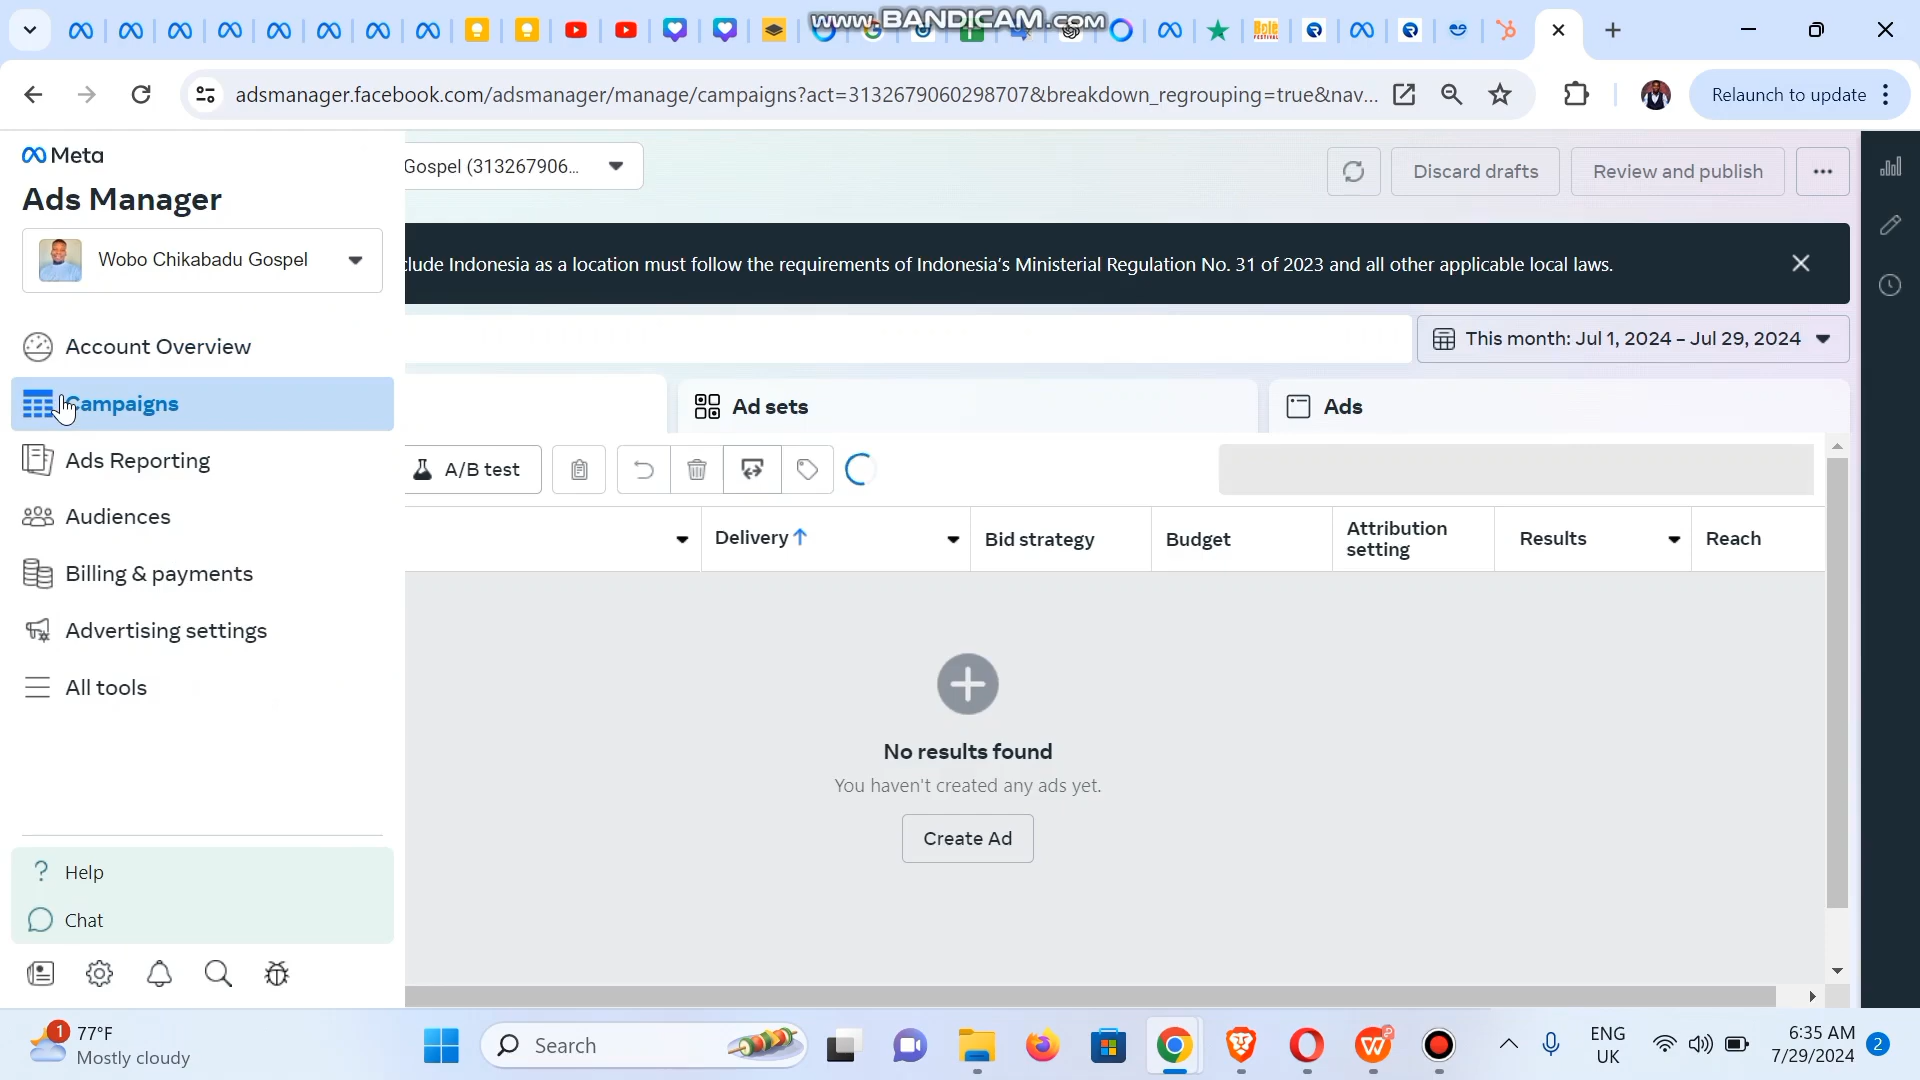 www.BANDICAM.com
adsmanager.facebook.com/adsmanager/manage/campaigns?act=3132679060298707&breakdown_regrouping=true&nav...
Relaunch to update
Meta
Ads Manager
Gospel (313267906...
Discard drafts
Review and publish
Wobo Chikabadu Gospel
clude Indonesia as a location must follow the requirements of Indonesia's Ministerial Regulation No. 31 of 2023 and all other applicable local laws.
This month: Jul 1, 2024 – Jul 29, 2024
Account Overview
Campaigns
Ads Reporting
Audiences
Billing & payments
Advertising settings
All tools
Ad sets
Ads
A/B test
Delivery
Bid strategy
Budget
Attribution
setting
Results
Reach
No results found
You haven't created any ads yet.
Create Ad
Help
Chat
1
77°F
Mostly cloudy
Search
ENG
UK
6:35 AM
7/29/2024
2